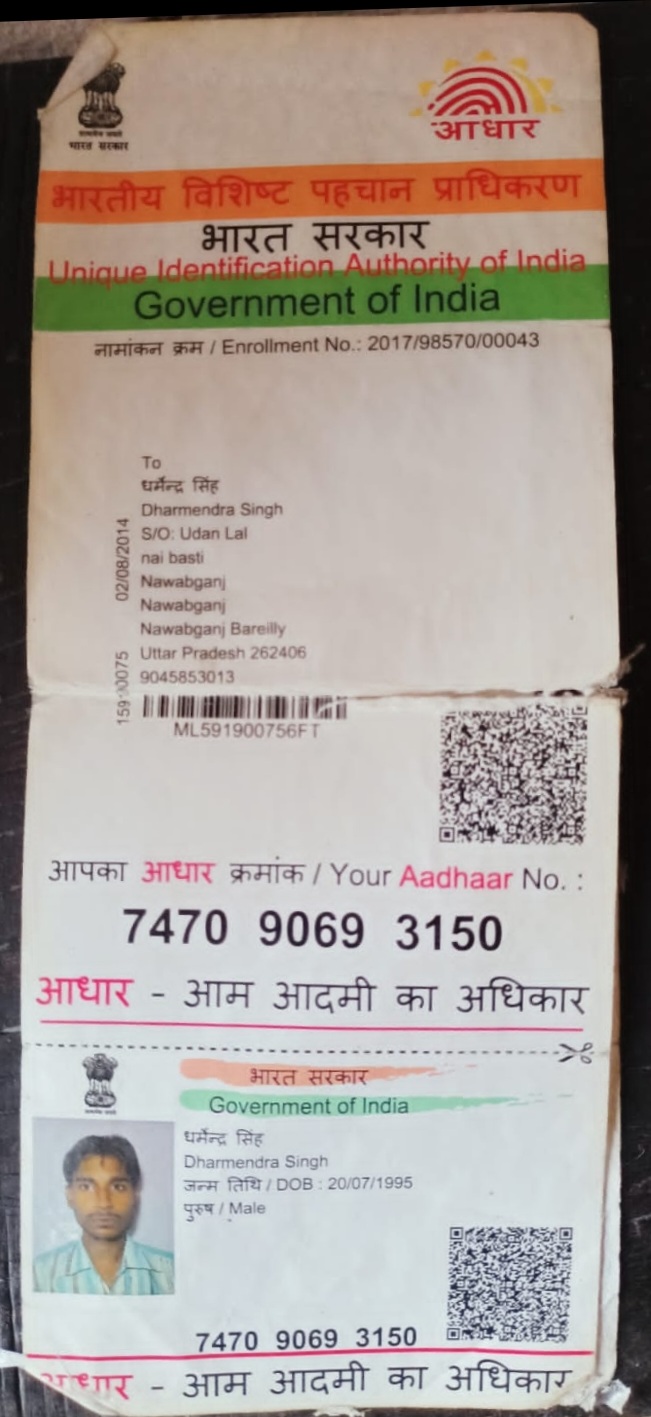 भारत सरकार
आधार
भारतीय विशिष्ट पहचान प्राधिकरण
भारत सरकार
Unique Identification Authority of India
Government of India
नामांकन क्रम / Enrollment No.: 2017/98570/00043
To
धर्मेन्द्र सिंह
Dharmendra Singh
S/O: Udan Lal
nai basti
Nawabganj
Nawabganj
Nawabganj Bareilly
Uttar Pradesh 262406
9045853013
02/08/2014
ML591900756FT
आपका आधार क्रमांक / Your Aadhaar No. :
7470 9069 3150
आधार - आम आदमी का अधिकार
भारत सरकार
Government of India
धर्मेन्द्र सिंह
Dharmendra Singh
जन्म तिथि / DOB : 20/07/1995
पुरुष / Male
7470 9069 3150
आधार - आम आदमी का अधिकार